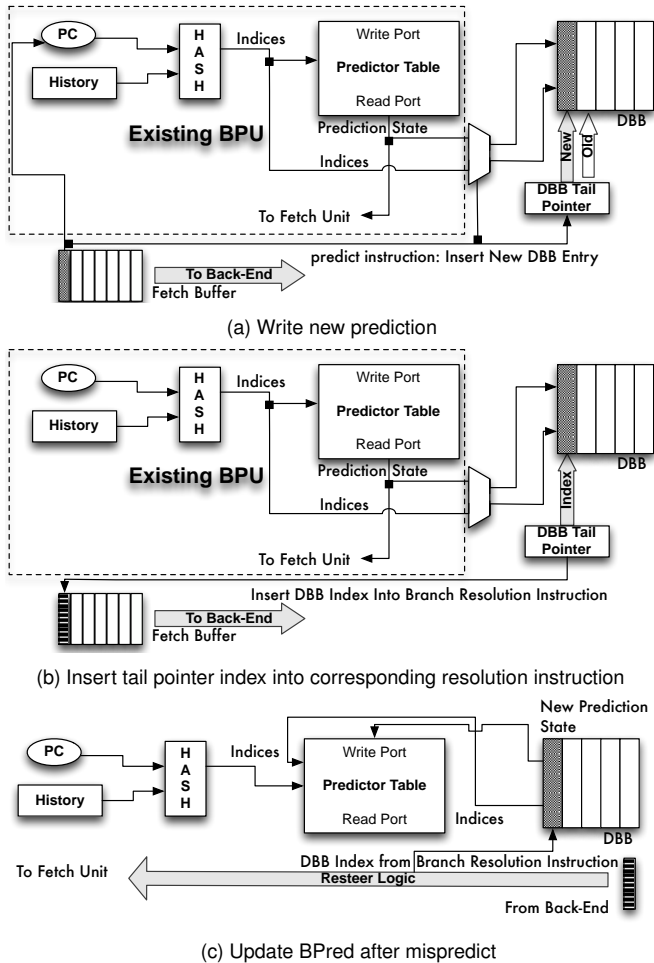 PC
History
H
A
S
H
Indices
Write Port
Predictor Table
Read Port
Prediction State
Existing BPU
Indices
To Fetch Unit
New
Old
DBB
DBB Tail
Pointer
To Back-End
Fetch Buffer
predict instruction: Insert New DBB Entry
(a) Write new prediction
PC
History
H
A
S
H
Indices
Write Port
Predictor Table
Read Port
Prediction State
Existing BPU
Indices
To Fetch Unit
Index
DBB
DBB Tail
Pointer
Insert DBB Index Into Branch Resolution Instruction
To Back-End
Fetch Buffer
(b) Insert tail pointer index into corresponding resolution instruction
New Prediction
State
PC
History
H
A
S
H
Indices
Write Port
Predictor Table
Read Port
Indices
DBB
DBB Index from Branch Resolution Instruction
To Fetch Unit
Resteer Logic
From Back-End
(c) Update BPred after mispredict